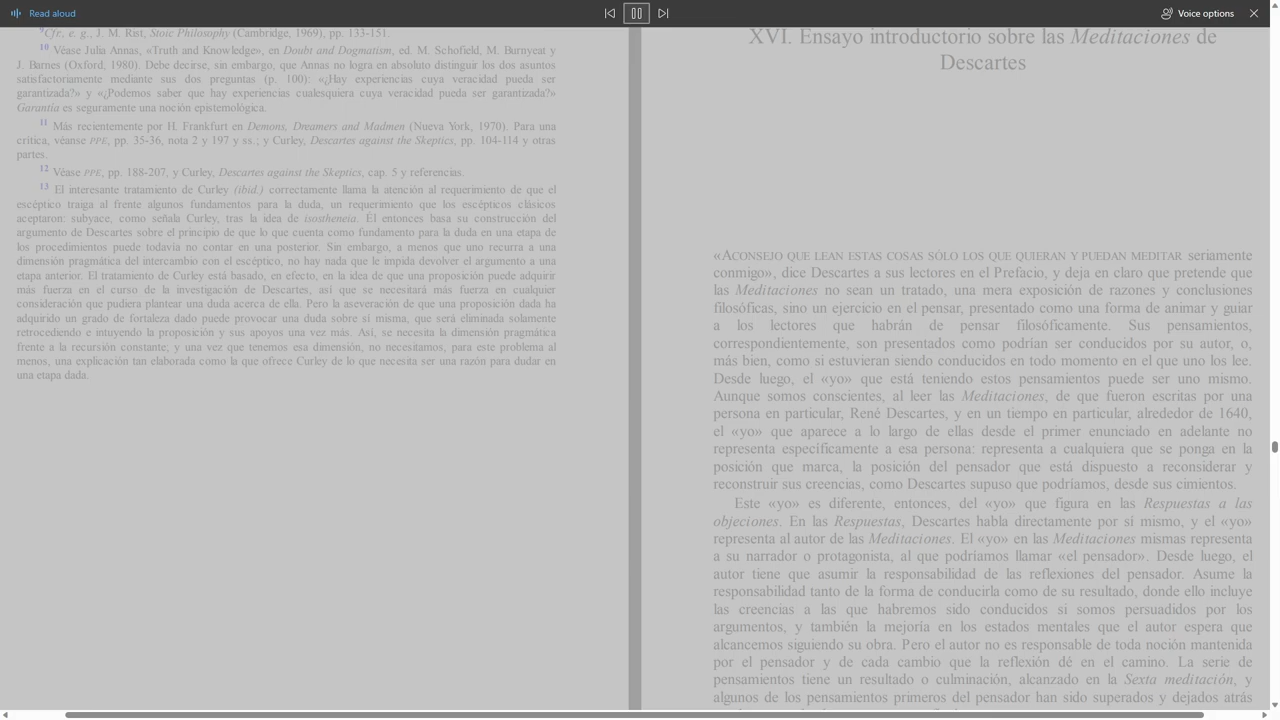 Read aloud
Voice options
9Cfr., e. g., J. M. Rist, Stoic Philosophy (Cambridge, 1969), pp. 133-151.
10 Véase Julia Annas, «Truth and Knowledge», en Doubt and Dogmatism, ed. M. Schofield, M. Burnyeat y
J. Barnes (Oxford, 1980). Debe decirse, sin embargo, que Annas no logra en absoluto distinguir los dos asuntos
satisfactoriamente mediante sus dos preguntas (p. 100): «¿Hay experiencias cuya veracidad pueda ser
garantizada?» y «¿Podemos saber que hay experiencias cualesquiera cuya veracidad pueda ser garantizada?»
Garantía es seguramente una noción epistemológica.
11 Más recientemente por H. Frankfurt en Demons, Dreamers and Madmen (Nueva York, 1970). Para una
crítica, véanse PPE, pp. 35-36, nota 2 y 197 y ss.; y Curley, Descartes against the Skeptics, pp. 104-114 y otras
partes.
12 Véase PPE, pp. 188-207, y Curley, Descartes against the Skeptics, cap. 5 y referencias.
13 El interesante tratamiento de Curley (ibid.) correctamente llama la atención al requerimiento de que el
escéptico traiga al frente algunos fundamentos para la duda, un requerimiento que los escépticos clásicos
aceptaron: subyace, como señala Curley, tras la idea de isostheneia. Él entonces basa su construcción del
argumento de Descartes sobre el principio de que lo que cuenta como fundamento para la duda en una etapa de
los procedimientos puede todavía no contar en una posterior. Sin embargo, a menos que uno recurra a una
dimensión pragmática del intercambio con el escéptico, no hay nada que le impida devolver el argumento a una
etapa anterior. El tratamiento de Curley está basado, en efecto, en la idea de que una proposición puede adquirir
más fuerza en el curso de la investigación de Descartes, así que se necesitará más fuerza en cualquier
consideración que pudiera plantear una duda acerca de ella. Pero la aseveración de que una proposición dada ha
adquirido un grado de fortaleza dado puede provocar una duda sobre sí misma, que será eliminada solamente
retrocediendo e intuyendo la proposición y sus apoyos una vez más. Así, se necesita la dimensión pragmática
frente a la recursión constante; y una vez que tenemos esa dimensión, no necesitamos, para este problema al
menos, una explicación tan elaborada como la que ofrece Curley de lo que necesita ser una razón para dudar en
una etapa dada.
XVI. Ensayo introductorio sobre las Meditaciones de
Descartes
«ACONSEJO QUE LEAN ESTAS COSAS SÓLO LOS QUE QUIERAN Y PUEDAN MEDITAR seriamente
conmigo», dice Descartes a sus lectores en el Prefacio, y deja en claro que pretende que
las Meditaciones no sean un tratado, una mera exposición de razones y conclusiones
filosóficas, sino un ejercicio en el pensar, presentado como una forma de animar y guiar
a los lectores que habrán de pensar filosóficamente. Sus pensamientos,
correspondientemente, son presentados como podrían ser conducidos por su autor, o,
más bien, como si estuvieran siendo conducidos en todo momento en el que uno los lee.
Desde luego, el «yo» que está teniendo estos pensamientos puede ser uno mismo.
Aunque somos conscientes, al leer las Meditaciones, de que fueron escritas por una
persona en particular, René Descartes, y en un tiempo en particular, alrededor de 1640,
el «yo» que aparece a lo largo de ellas desde el primer enunciado en adelante no
representa específicamente a esa persona: representa a cualquiera que se ponga en la
posición que marca, la posición del pensador que está dispuesto a reconsiderar y
reconstruir sus creencias, como Descartes supuso que podríamos, desde sus cimientos.
Este «yo» es diferente, entonces, del «yo» que figura en las Respuestas a las
objeciones. En las Respuestas, Descartes habla directamente por sí mismo, y el «yo»
representa al autor de las Meditaciones. El «yo» en las Meditaciones mismas representa
a su narrador o protagonista, al que podríamos llamar «el pensador». Desde luego, el
autor tiene que asumir la responsabilidad de las reflexiones del pensador. Asume la
responsabilidad tanto de la forma de conducirla como de su resultado, donde ello incluye
las creencias a las que habremos sido conducidos si somos persuadidos por los
argumentos, y también la mejoría en los estados mentales que el autor espera que
alcancemos siguiendo su obra. Pero el autor no es responsable de toda noción mantenida
por el pensador y de cada cambio que la reflexión dé en el camino. La serie de
pensamientos tiene un resultado o culminación, alcanzado en la Sexta meditación, y
algunos de los pensamientos primeros del pensador han sido superados y dejados atrás